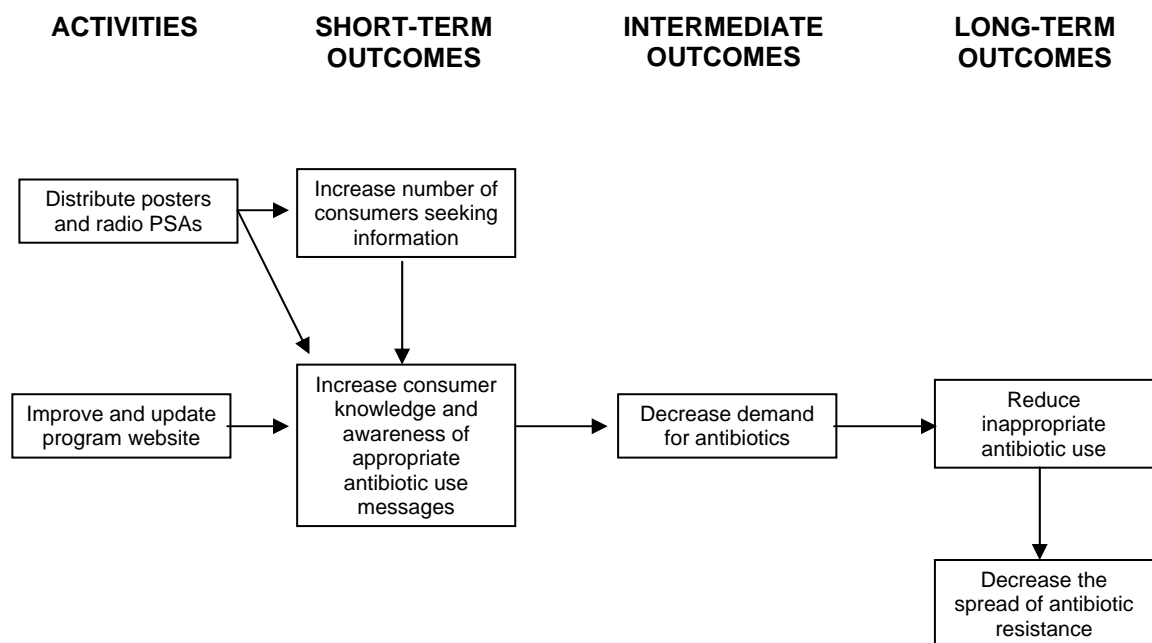 ACTIVITIES
SHORT-TERM
OUTCOMES
INTERMEDIATE
OUTCOMES
LONG-TERM
OUTCOMES
Distribute posters
and radio PSAs
Increase number of
consumers seeking
information
Improve and update
program website
Increase consumer
knowledge and
awareness of
appropriate
antibiotic use
messages
Decrease demand
for antibiotics
Reduce
inappropriate
antibiotic use
Decrease the
spread of antibiotic
resistance